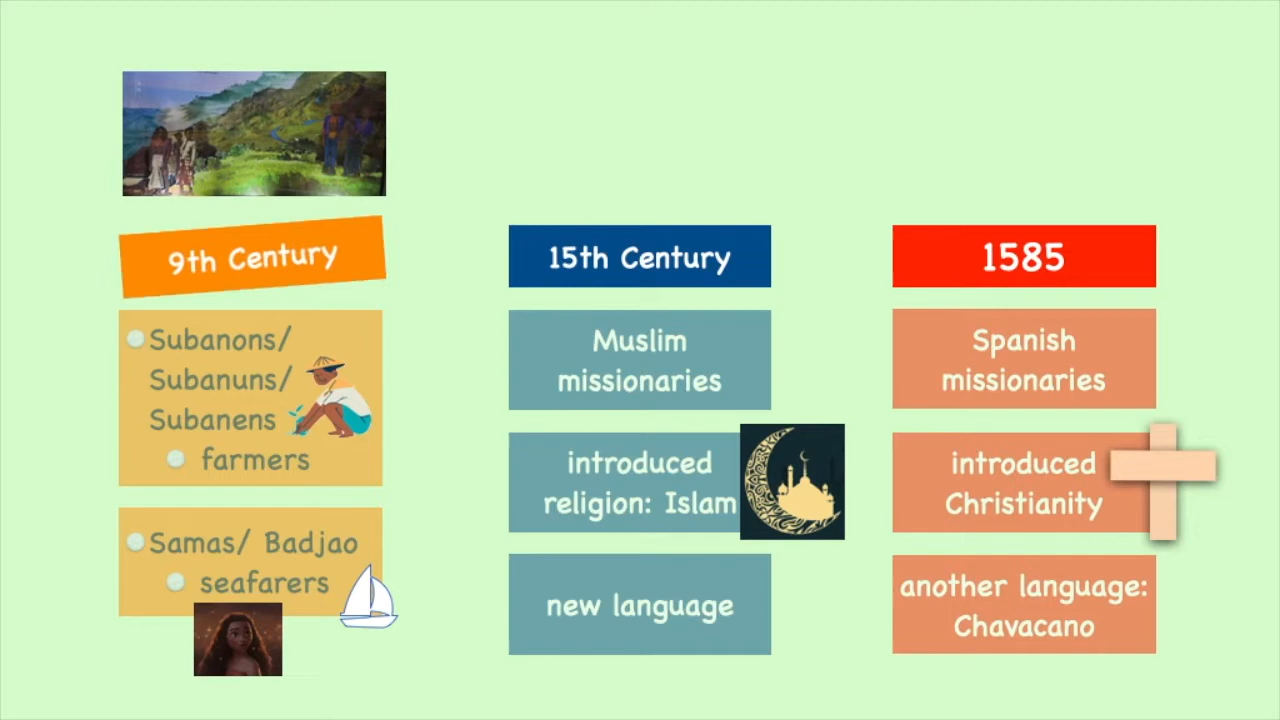 9th Century
Subanons/
Subanuns/
Subanens
farmers
Samas/ Badjao
seafarers
15th Century
Muslim
missionaries
introduced
religion: Islam
new language
1585
Spanish
missionaries
introduced
Christianity
another language:
Chavacano